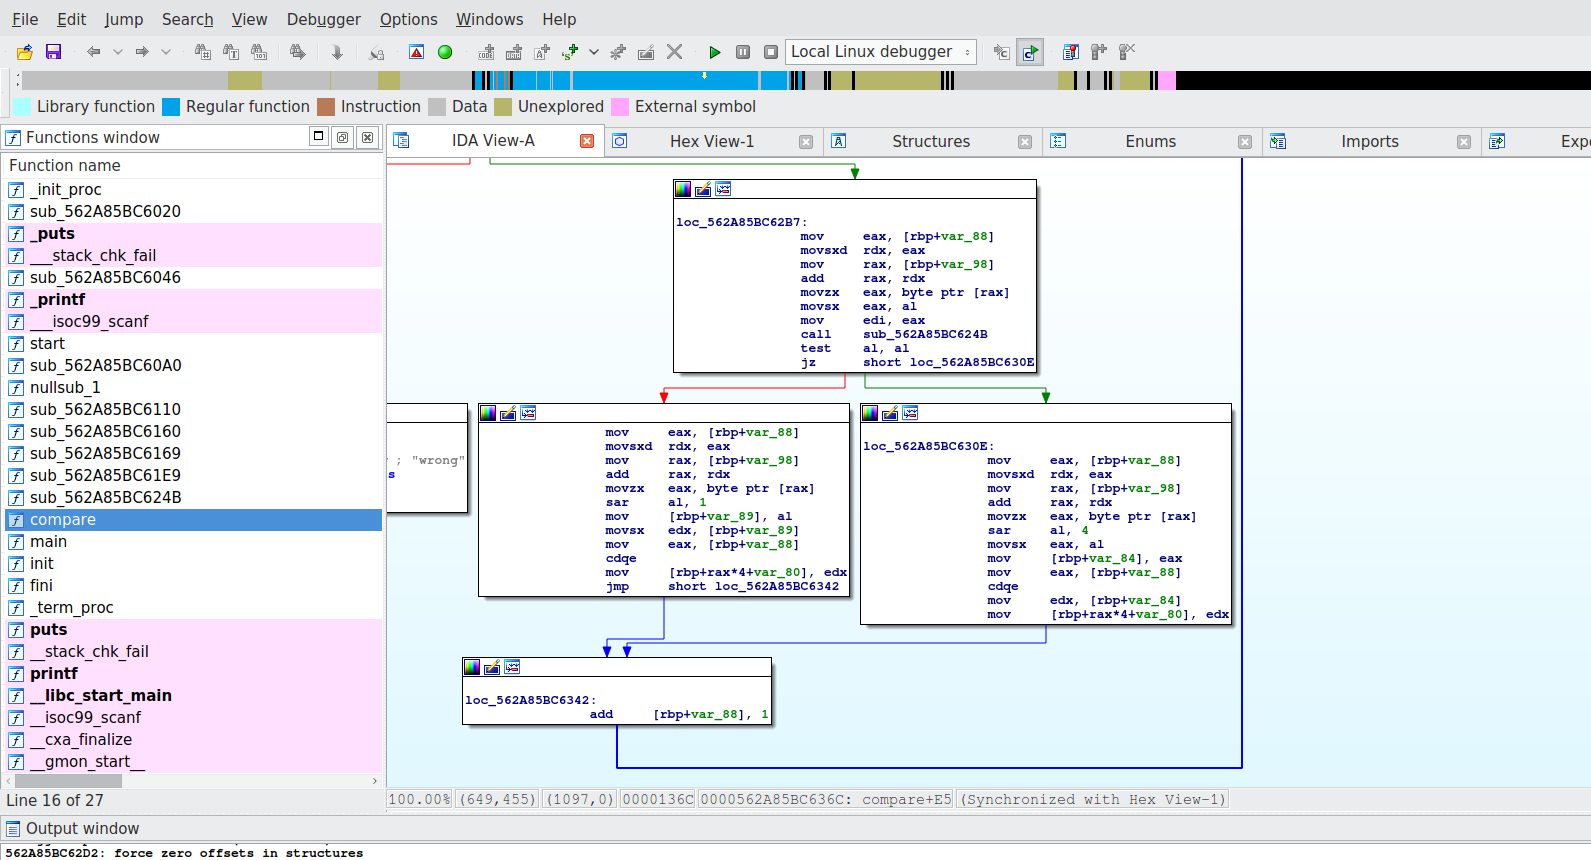 File Edit Jump Search View Debugger Options Windows Help
Local Linux debugger
Library function Regular function Instruction Data Unexplored External symbol
Functions window
IDA View-A Hex View-1 Structures Enums Imports Expo
Function name
_init_proc
sub_562A85BC6020
_puts
___stack_chk_fail
sub_562A85BC6046
_printf
___isoc99_scanf
start
sub_562A85BC60A0
nullsub_1
sub_562A85BC6110
sub_562A85BC6160
sub_562A85BC6169
sub_562A85BC61E9
sub_562A85BC624B
compare
main
init
fini
_term_proc
puts
__stack_chk_fail
printf
__libc_start_main
__isoc99_scanf
__cxa_finalize
__gmon_start__
Line 16 of 27
loc_562A85BC62B7:
mov eax, [rbp+var_88]
movsxd rdx, eax
mov rax, [rbp+var_98]
add rax, rdx
movzx eax, byte ptr [rax]
movsx eax, al
mov edi, eax
call sub_562A85BC624B
test al, al
jz short loc_562A85BC630E
; "wrong"
s
mov eax, [rbp+var_88]
movsxd rdx, eax
mov rax, [rbp+var_98]
add rax, rdx
movzx eax, byte ptr [rax]
sar al, 1
mov [rbp+var_89], al
movsx edx, [rbp+var_89]
mov eax, [rbp+var_88]
cdqe
mov [rbp+rax*4+var_80], edx
jmp short loc_562A85BC6342
loc_562A85BC630E:
mov eax, [rbp+var_88]
movsxd rdx, eax
mov rax, [rbp+var_98]
add rax, rdx
movzx eax, byte ptr [rax]
sar al, 4
movsx eax, al
mov [rbp+var_84], eax
mov eax, [rbp+var_88]
cdqe
mov edx, [rbp+var_84]
mov [rbp+rax*4+var_80], edx
loc_562A85BC6342:
add [rbp+var_88], 1
100.00% (649,455) (1097,0) 0000136C 0000562A85BC636C: compare+E5 (Synchronized with Hex View-1)
Output window
562A85BC62D2: force zero offsets in structures